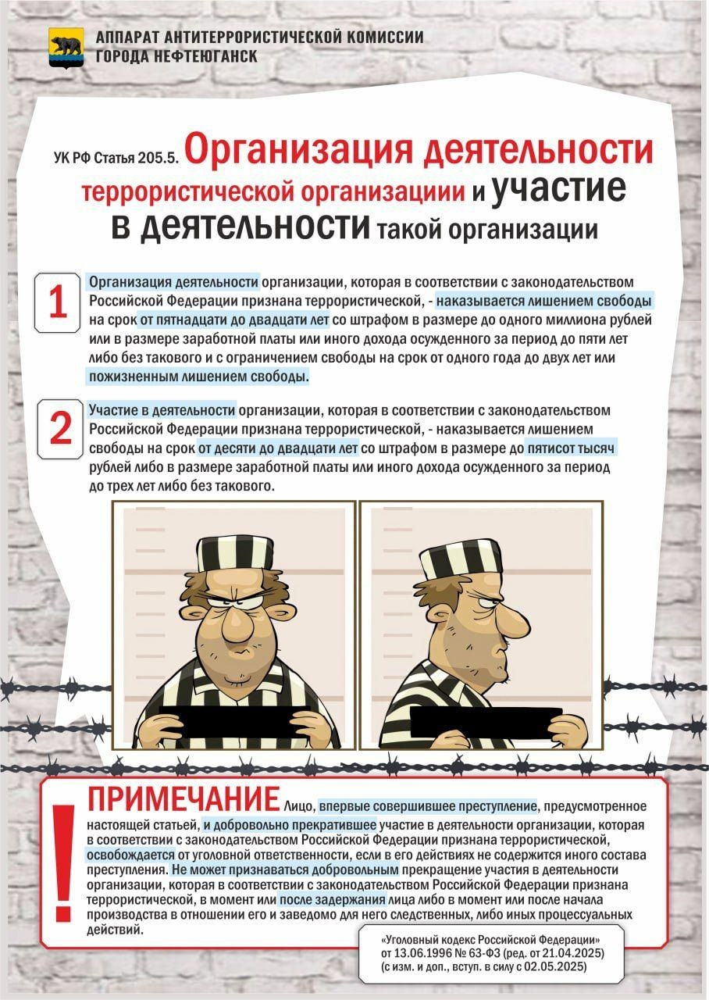 АППАРАТ АНТИТЕРРОРИСТИЧЕСКОЙ КОМИССИИ
ГОРОДА НЕФТЕЮГАНСК
УК РФ Статья 205.5. Организация деятельности
террористической организациии и участие
в деятельности такой организации
1
Организация деятельности организации, которая в соответствии с законодательством
Российской Федерации признана террористической, - наказывается лишением свободы
на срок от пятнадцати до двадцати лет со штрафом в размере до одного миллиона рублей
или в размере заработной платы или иного дохода осужденного за период до пяти лет
либо без такового и с ограничением свободы на срок от одного года до двух лет или
пожизненным лишением свободы.
2
Участие в деятельности организации, которая в соответствии с законодательством
Российской Федерации признана террористической, - наказывается лишением
свободы на срок от десяти до двадцати лет со штрафом в размере до пятисот тысяч
рублей либо в размере заработной платы или иного дохода осужденного за период
до трех лет либо без такового.
! ПРИМЕЧАНИЕ Лицо, впервые совершившее преступление, предусмотренное
настоящей статьей, и добровольно прекратившее участие в деятельности организации, которая
в соответствии с законодательством Российской Федерации признана террористической,
освобождается от уголовной ответственности, если в его действиях не содержится иного состава
преступления. Не может признаваться добровольным прекращение участия в деятельности
организации, которая в соответствии с законодательством Российской Федерации признана
террористической, в момент или после задержания лица либо в момент или после начала
производства в отношении его и заведомо для него следственных, либо иных процессуальных
действий.
«Уголовный кодекс Российской Федерации»
от 13.06.1996 № 63-ФЗ (ред. от 21.04.2025)
(с изм. и доп., вступ. в силу с 02.05.2025)